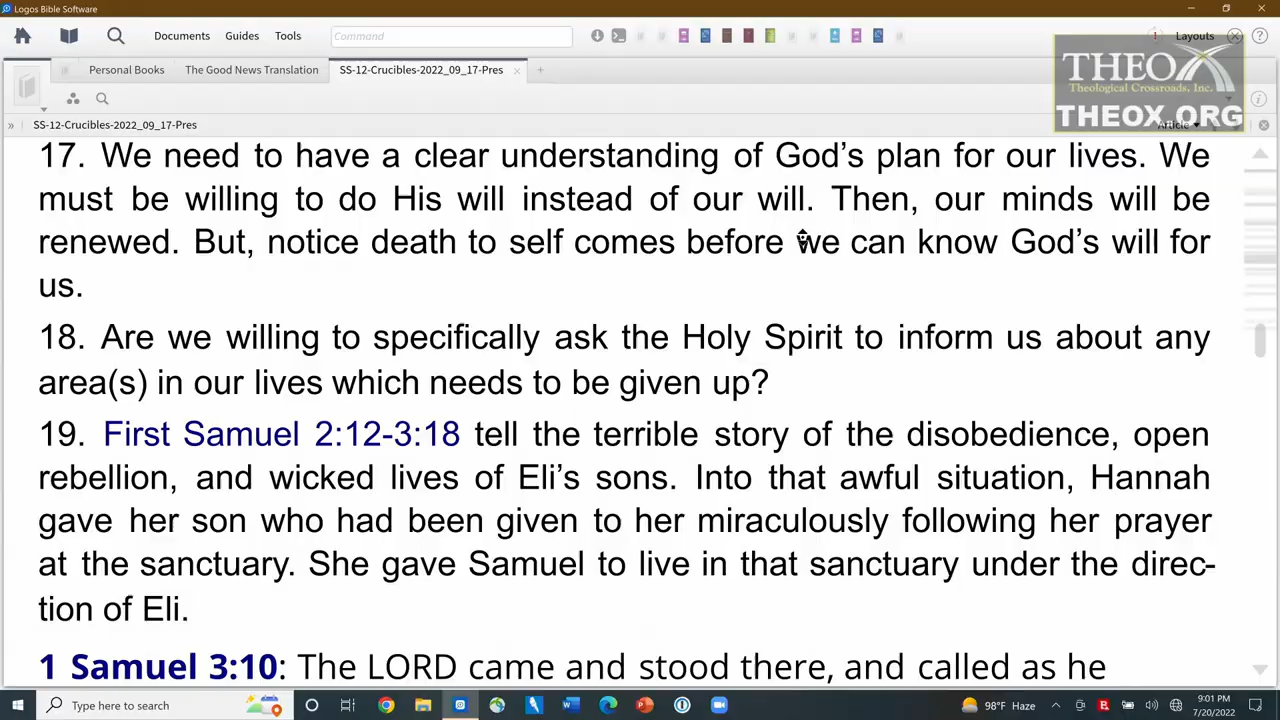 Logos Bible Software
Documents Guides Tools Command Layouts
THEOX
Theological Crossroads, Inc.
THEOX.ORG
Personal Books The Good News Translation SS-12-Crucibles-2022_09_17-Pres
SS-12-Crucibles-2022_09_17-Pres Article
17. We need to have a clear understanding of God's plan for our lives. We
must be willing to do His will instead of our will. Then, our minds will be
renewed. But, notice death to self comes before we can know God's will for
us.
18. Are we willing to specifically ask the Holy Spirit to inform us about any
area(s) in our lives which needs to be given up?
19. First Samuel 2:12-3:18 tell the terrible story of the disobedience, open
rebellion, and wicked lives of Eli's sons. Into that awful situation, Hannah
gave her son who had been given to her miraculously following her prayer
at the sanctuary. She gave Samuel to live in that sanctuary under the direc-
tion of Eli.
1 Samuel 3:10: The LORD came and stood there, and called as he
Type here to search 98°F Haze 9:01 PM
7/20/2022